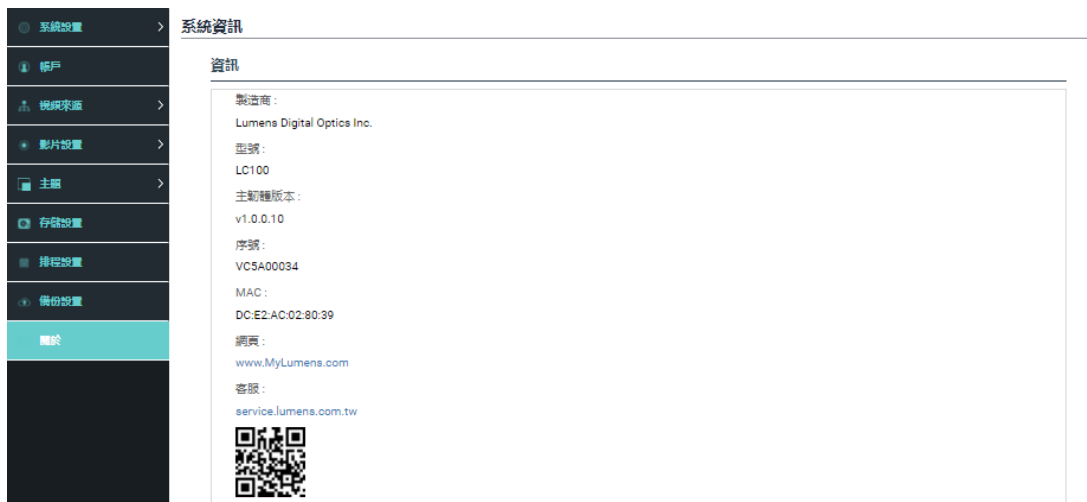 系統設置
帳戶
視頻來源
影片設置
主題
存儲設置
排程設置
備份設置
關於
系統資訊
資訊
製造商 :
Lumens Digital Optics Inc.
型號 :
LC100
主韌體版本 :
v1.0.0.10
序號 :
VC5A00034
MAC :
DC:E2:AC:02:80:39
網頁 :
www.MyLumens.com
客服 :
service.lumens.com.tw